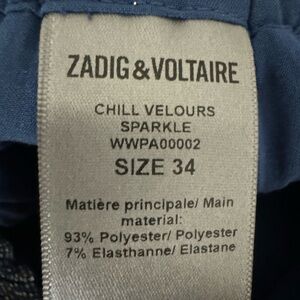 ZADIG&VOLTAIRE
CHILL VELOURS
SPARKLE
WWPA00002
SIZE 34
Matière principale/ Main
material:
93% Polyester/ Polyester
7% Elasthanne/ Elastane